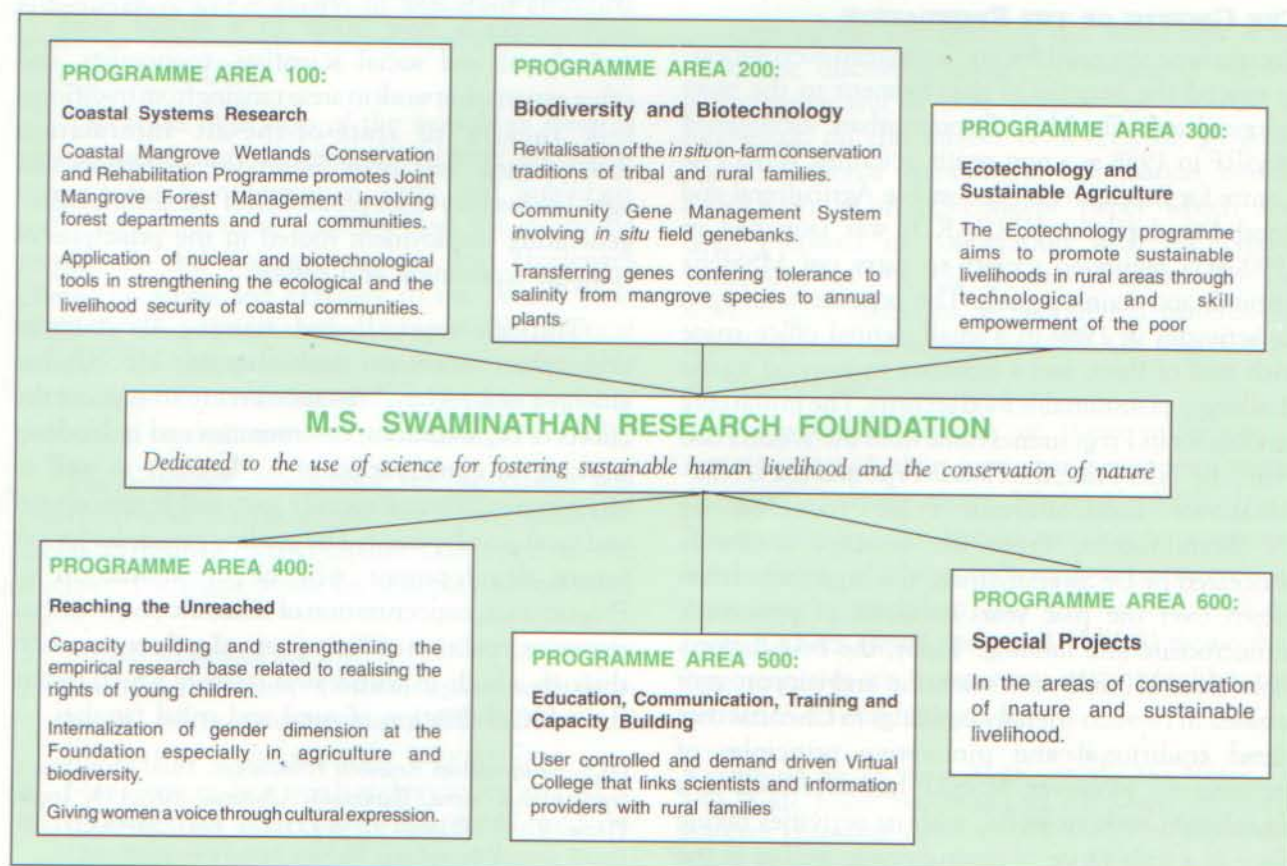 PROGRAMME AREA 100:
Coastal Systems Research
Coastal Mangrove Wetlands Conservation
and Rehabilitation Programme promotes Joint
Mangrove Forest Management involving
forest departments and rural communities.
Application of nuclear and biotechnological
tools in strengthening the ecological and the
livelihood security of coastal communities.
PROGRAMME AREA 200:
Biodiversity and Biotechnology
Revitalisation of the in situ on-farm conservation
traditions of tribal and rural families.
Community Gene Management System
involving in situ field genebanks.
Transferring genes confering tolerance to
salinity from mangrove species to annual
plants.
PROGRAMME AREA 300:
Ecotechnology and
Sustainable Agriculture
The Ecotechnology programme
aims to promote sustainable
livelihoods in rural areas through
technological and skill
empowerment of the poor
M.S. SWAMINATHAN RESEARCH FOUNDATION
Dedicated to the use of science for fostering sustainable human livelihood and the conservation of nature
PROGRAMME AREA 400:
Reaching the Unreached
Capacity building and strengthening the
empirical research base related to realising the
rights of young children.
Internalization of gender dimension at the
Foundation especially in agriculture and
biodiversity.
Giving women a voice through cultural expression.
PROGRAMME AREA 500:
Education, Communication, Training and
Capacity Building
User controlled and demand driven Virtual
College that links scientists and information
providers with rural families
PROGRAMME AREA 600:
Special Projects
In the areas of conservation
of nature and sustainable
livelihood.